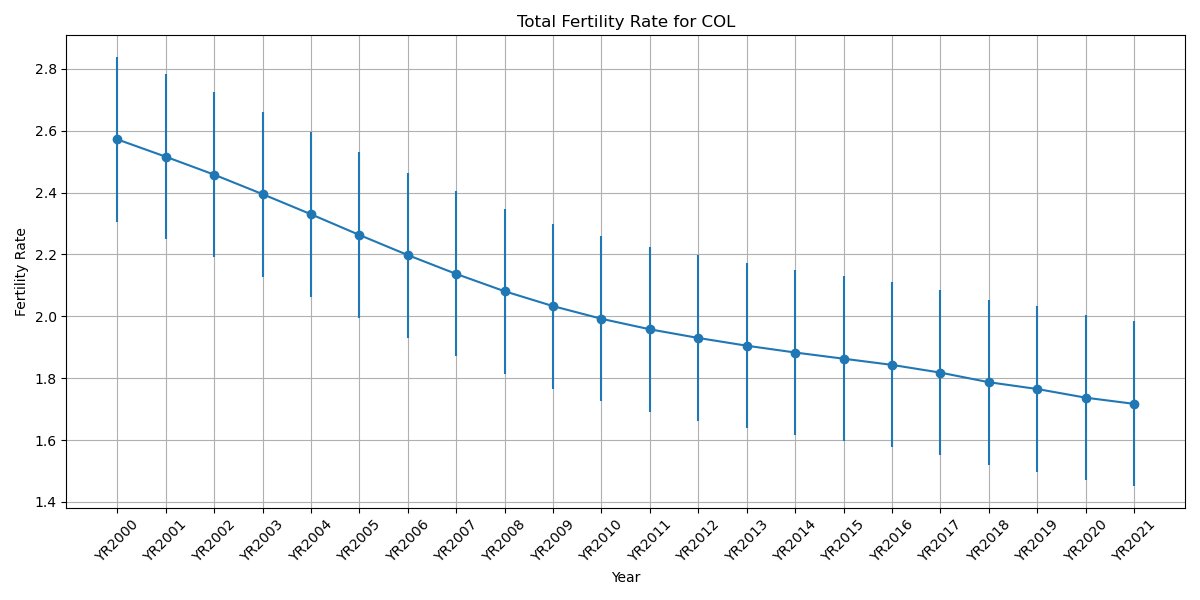 Total Fertility Rate for COL
Fertility Rate
2.8
2.6
2.4
2.2
2.0
1.8
1.6
1.4
YR2000
YR2001
YR2002
YR2003
YR2004
YR2005
YR2006
YR2007
YR2008
YR2009
YR2010
YR2011
YR2012
YR2013
YR2014
YR2015
YR2016
YR2017
YR2018
YR2019
YR2020
YR2021
Year